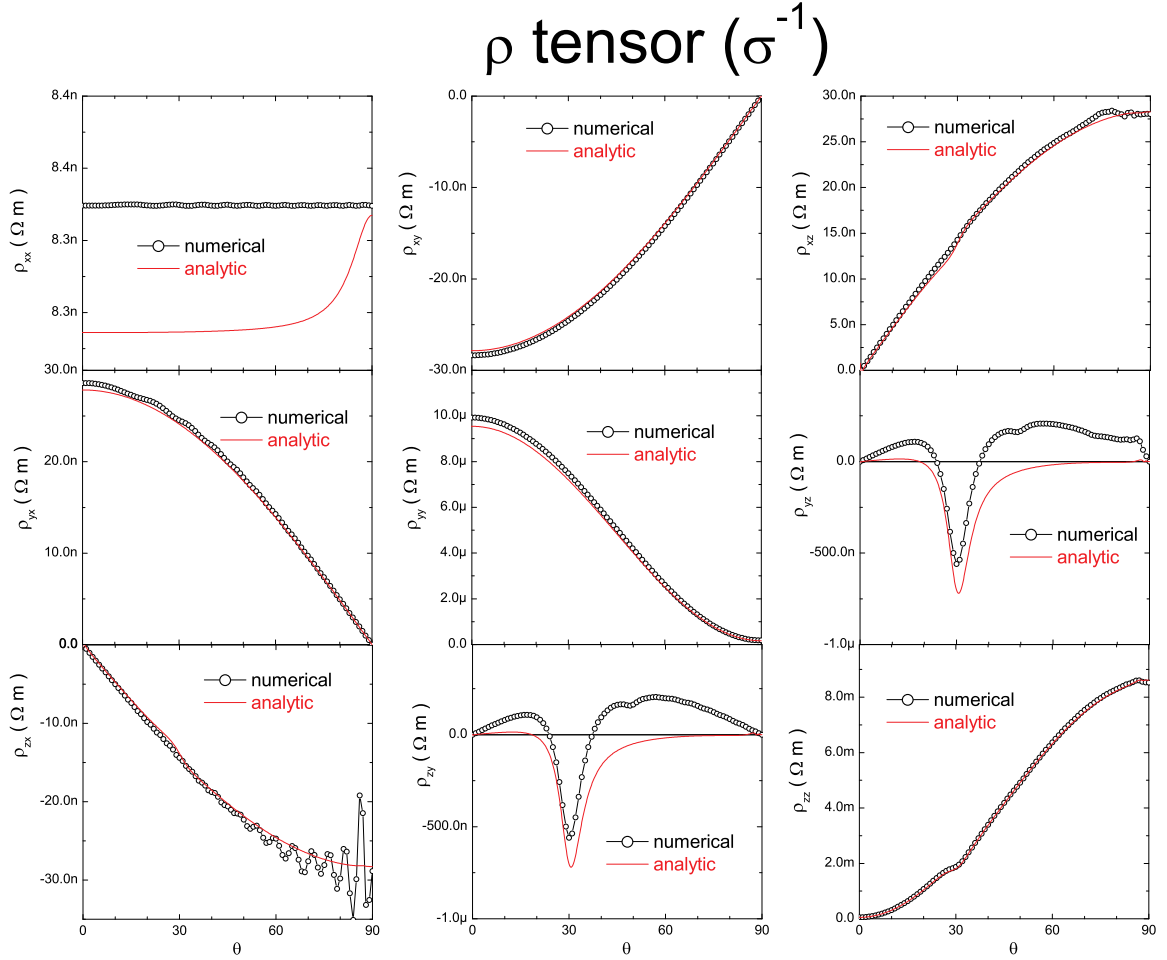 ρ tensor (σ⁻¹)
8.4n
8.4n
8.3n
8.3n
30.0n
ρxx ( Ω m )
numerical
analytic
0.0
-10.0n
-20.0n
-30.0n
ρxy ( Ω m )
numerical
analytic
30.0n
25.0n
20.0n
15.0n
10.0n
5.0n
0.0
ρxz ( Ω m )
numerical
analytic
20.0n
10.0n
0.0
ρyx ( Ω m )
numerical
analytic
10.0μ
8.0μ
6.0μ
4.0μ
2.0μ
0.0
ρyy ( Ω m )
numerical
analytic
0.0
-500.0n
-1.0μ
ρyz ( Ω m )
numerical
analytic
-10.0n
-20.0n
-30.0n
ρzx ( Ω m )
numerical
analytic
0 30 60 90
θ
0.0
-500.0n
-1.0μ
ρzy ( Ω m )
numerical
analytic
0 30 60 90
θ
8.0m
6.0m
4.0m
2.0m
0.0
ρzz ( Ω m )
numerical
analytic
0 30 60 90
θ